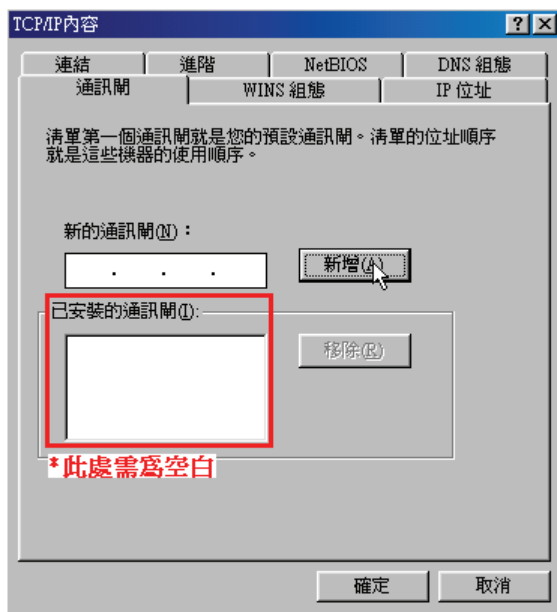 TCP/IP內容
連結 進階 NetBIOS DNS 組態
通訊閘 WINS 組態 IP 位址
清單第一個通訊閘就是您的預設通訊閘。清單的位址順序
就是這些機器的使用順序。
新的通訊閘(N)：
. . .
新增(A)
已安裝的通訊閘(I):
移除(R)
*此處需為空白
確定 取消